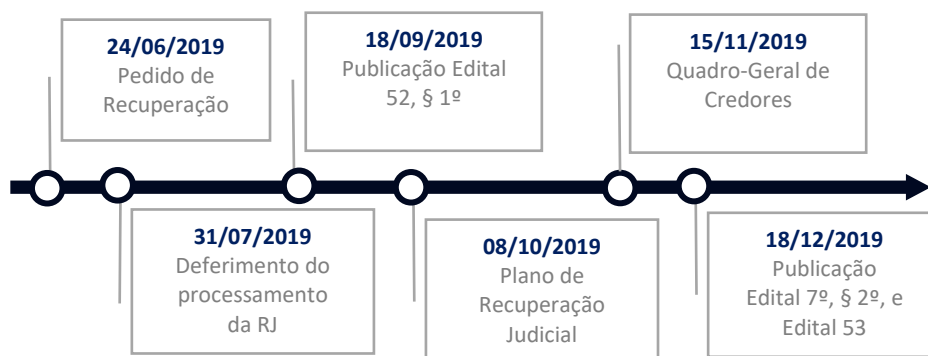 24/06/2019
Pedido de
Recuperação
18/09/2019
Publicação Edital
52, § 1º
15/11/2019
Quadro-Geral de
Credores
31/07/2019
Deferimento do
processamento
da RJ
08/10/2019
Plano de
Recuperação
Judicial
18/12/2019
Publicação
Edital 7º, § 2º, e
Edital 53